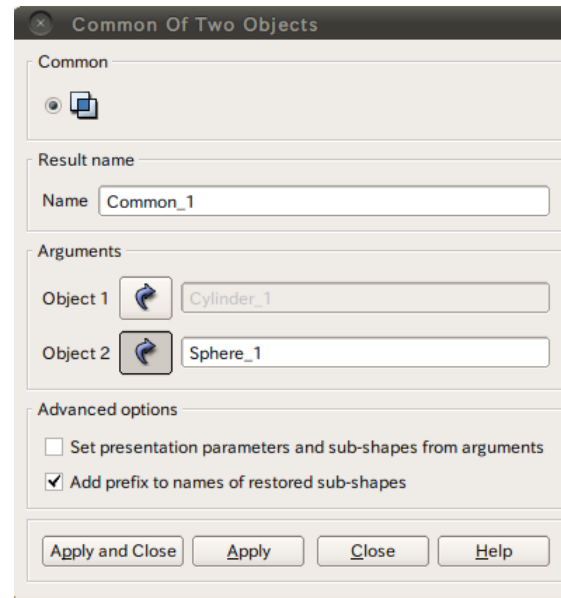 Common Of Two Objects
Common
Result name
Name Common_1
Arguments
Object 1 Cylinder_1
Object 2 Sphere_1
Advanced options
Set presentation parameters and sub-shapes from arguments
Add prefix to names of restored sub-shapes
Apply and Close Apply Close Help